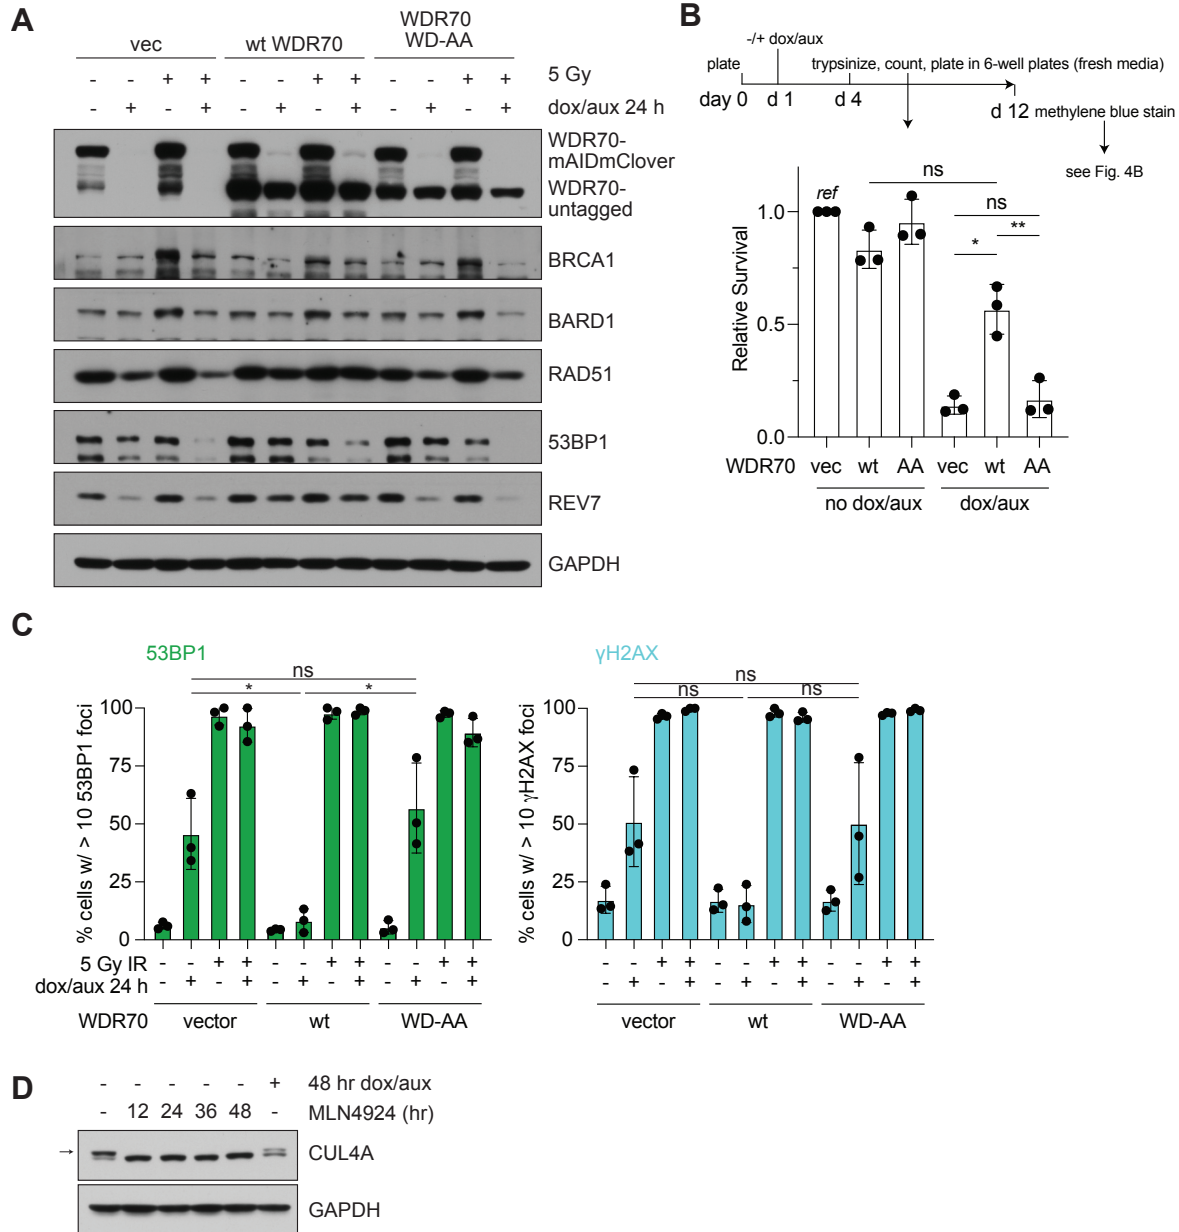 A
vec
wt WDR70
WDR70
WD-AA
- - + + - - + + - - + + 5 Gy
- + - + - + - + - + - + dox/aux 24 h
WDR70-
mAIDmClover
WDR70-
untagged
BRCA1
BARD1
RAD51
53BP1
REV7
GAPDH
B
-/+ dox/aux
plate
trypsinize, count, plate in 6-well plates (fresh media)
day 0 d 1 d 4 d 12 methylene blue stain
see Fig. 4B
ns
ref
ns
* **
Relative Survival
1.0
0.5
0.0
WDR70 vec wt AA vec wt AA
no dox/aux dox/aux
C
53BP1
ns
* *
% cells w/ > 10 53BP1 foci
100
75
50
25
0
5 Gy IR - - + + - - + + - - + +
dox/aux 24 h - + - + - + - + - + - +
WDR70 vector wt WD-AA
γH2AX
ns
ns ns
% cells w/ > 10 γH2AX foci
100
75
50
25
0
- - + + - - + + - - + +
- + - + - + - + - + - +
vector wt WD-AA
D
- - - - - + 48 hr dox/aux
- 12 24 36 48 - MLN4924 (hr)
→ CUL4A
GAPDH